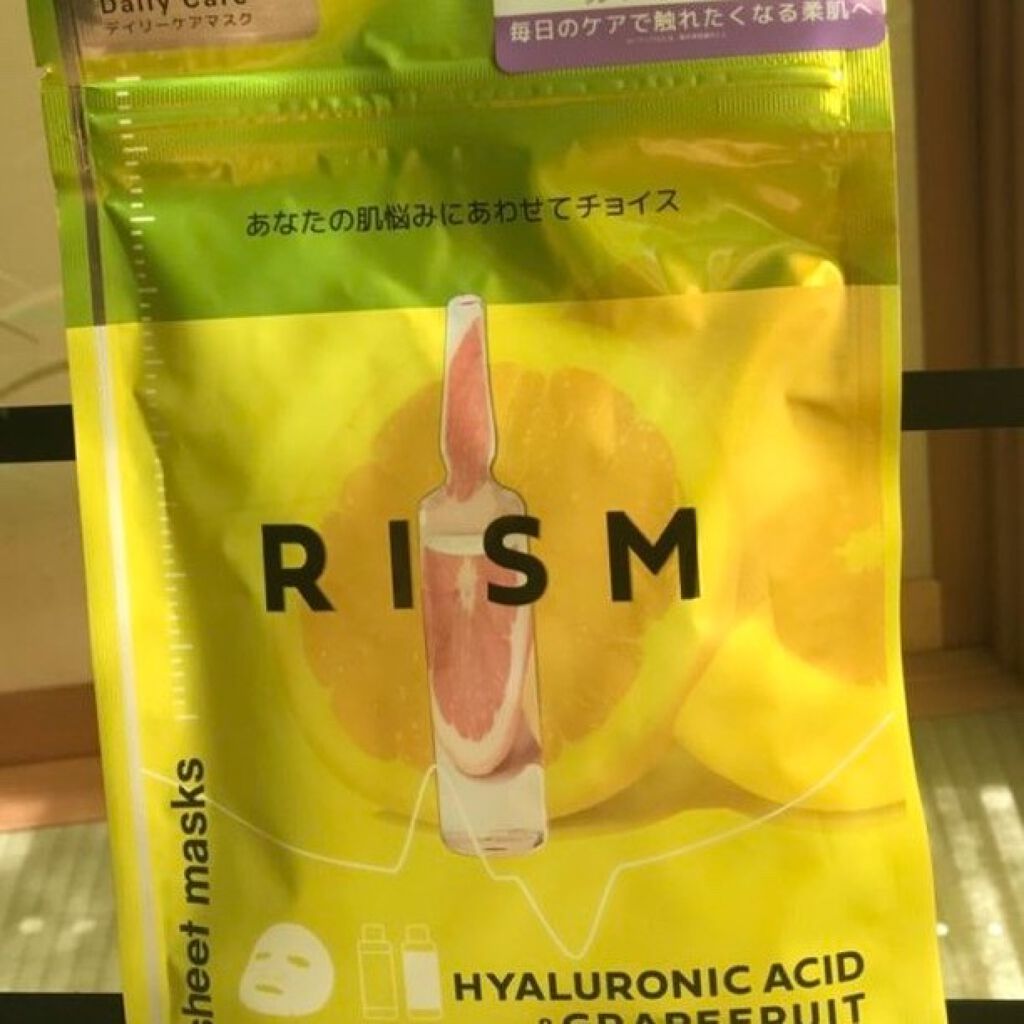 Daily Care
デイリーケアマスク
毎日のケアで触れたくなる柔肌へ
あなたの肌悩みにあわせてチョイス
RISM
sheet masks
HYALURONIC ACID
&GRAPEFRUIT